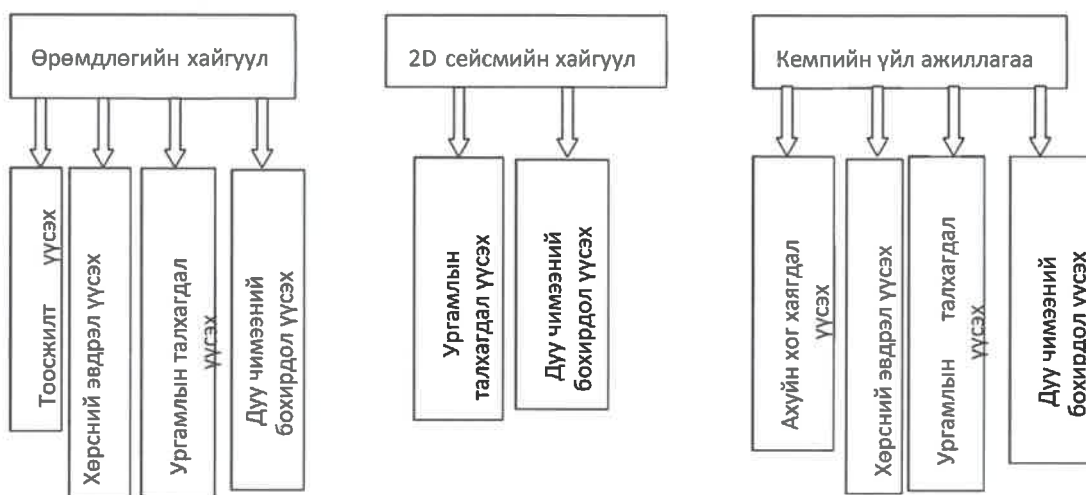 Өрөмдлөгийн хайгуул
Тоосжилт үүсэх
Хөрсний эвдрэл үүсэх
Ургамлын талхагдал
үүсэх
Дуу чимээний
бохирдол үүсэх
2D сейсмийн хайгуул
Ургамлын
талхагдал үүсэх
Дуу чимээний
бохирдол үүсэх
Кемпийн үйл ажиллагаа
Ахуйн хог хаягдал
үүсэх
Хөрсний эвдрэл үүсэх
Ургамлын талхагдал
үүсэх
Дуу чимээний
бохирдол үүсэх